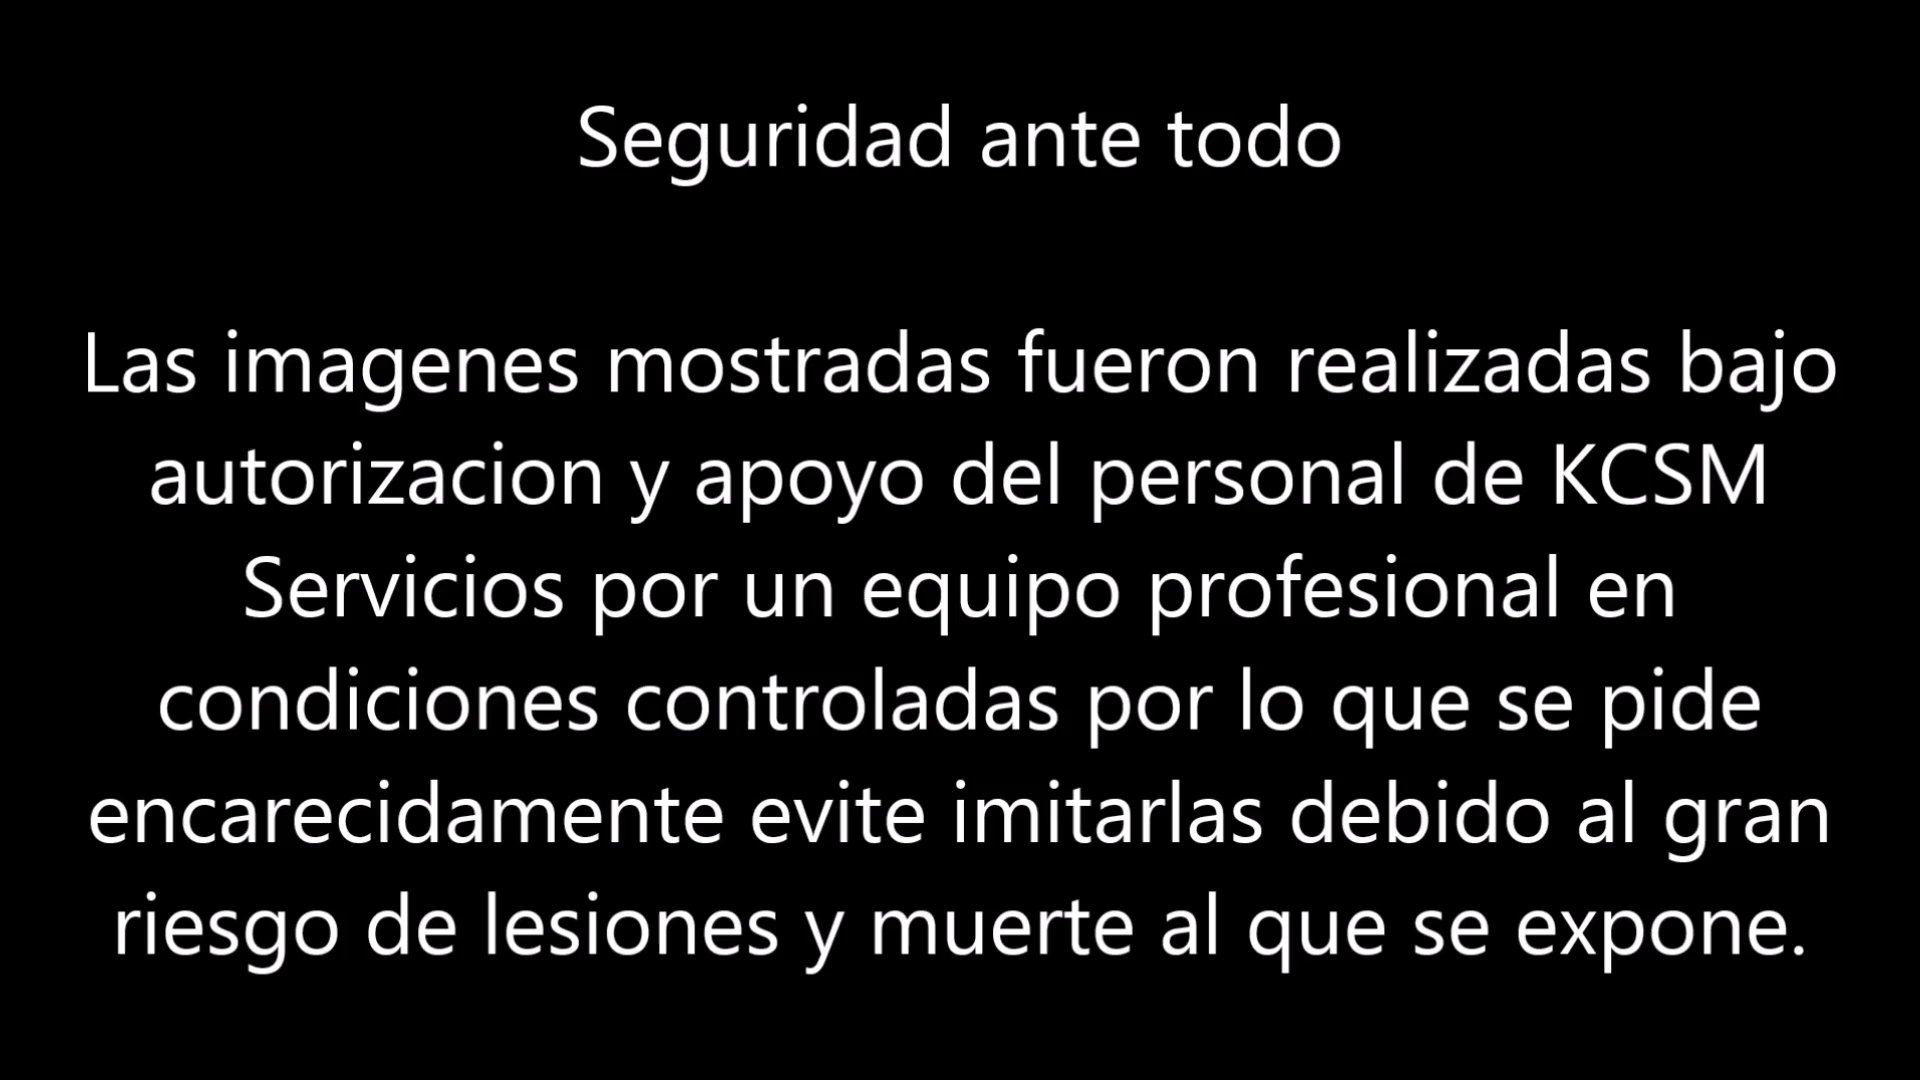 Seguridad ante todo
Las imagenes mostradas fueron realizadas bajo
autorizacion y apoyo del personal de KCSM
Servicios por un equipo profesional en
condiciones controladas por lo que se pide
encarecidamente evite imitarlas debido al gran
riesgo de lesiones y muerte al que se expone.